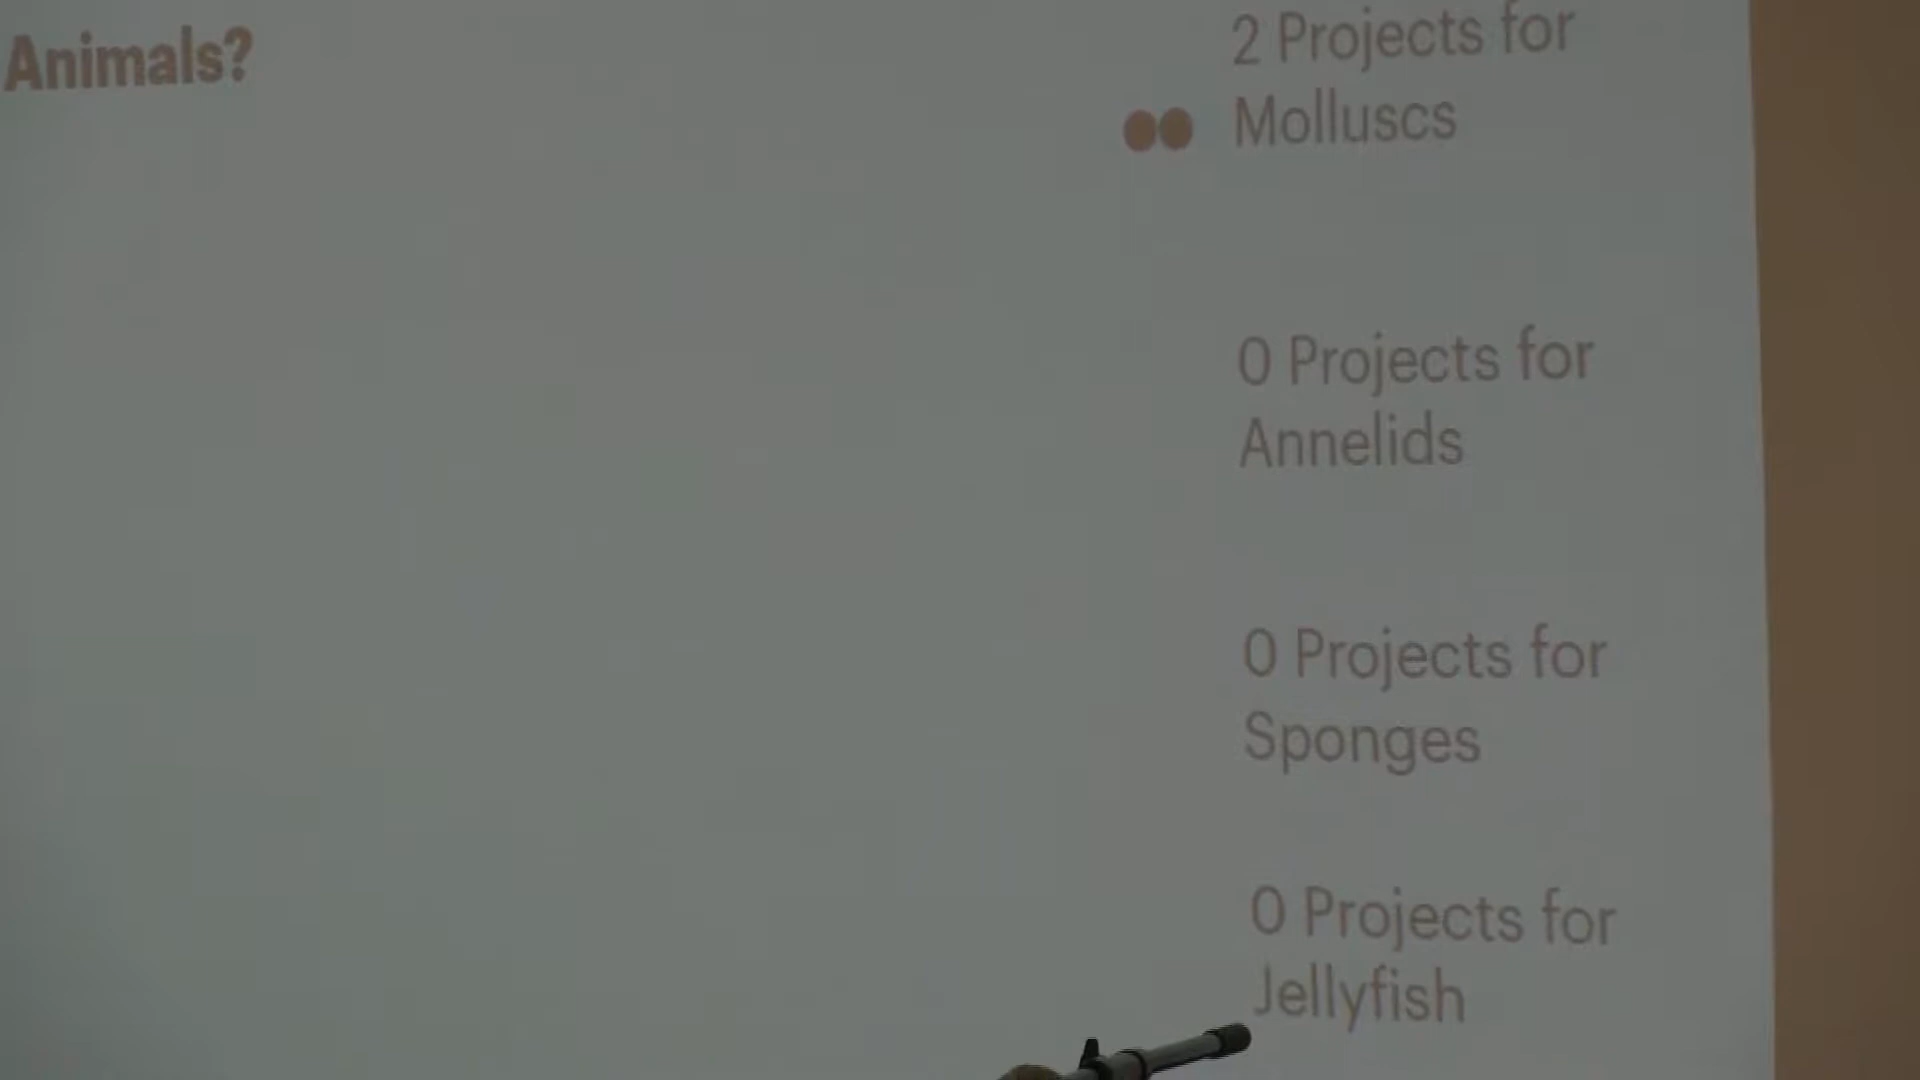 Animals?
2 Projects for
Molluscs
0 Projects for
Annelids
0 Projects for
Sponges
0 Projects for
Jellyfish